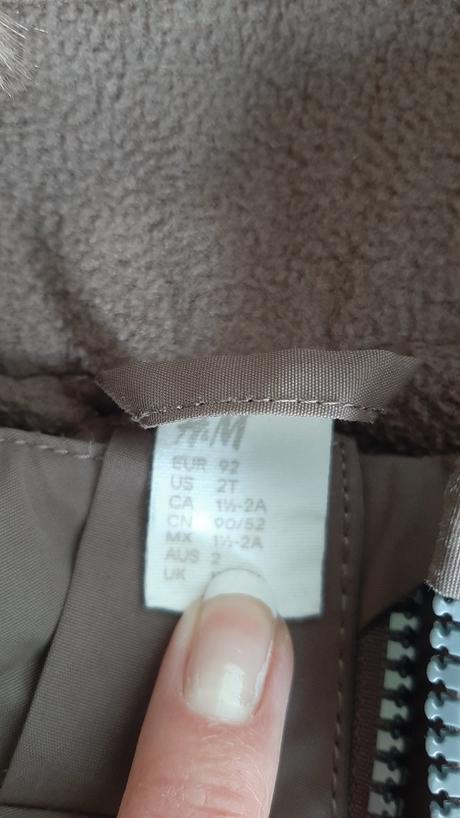 H&M
EUR 92
US 2T
CA 1½-2A
CN 90/52
MX 1½-2A
AUS 2
UK